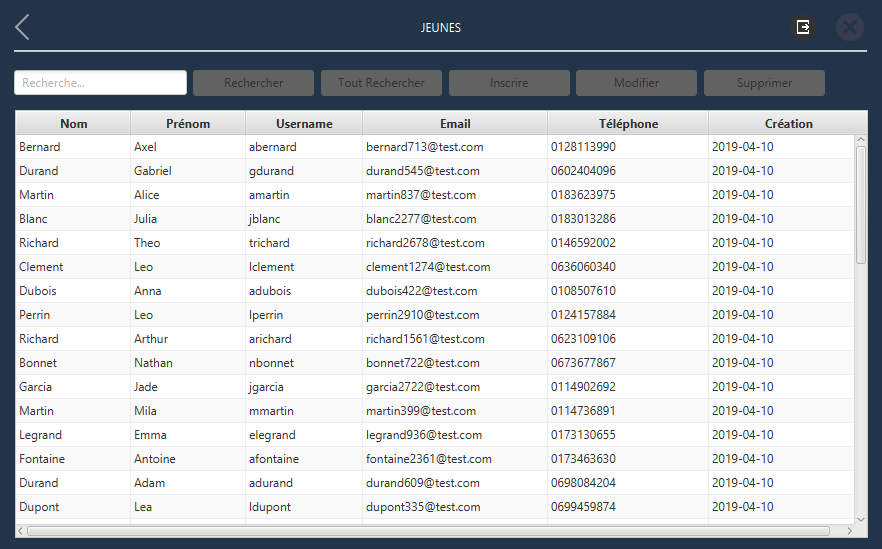 JEUNES
Recherche... Rechercher Tout Rechercher Inscrire Modifier Supprimer
Nom Prénom Username Email Téléphone Création
Bernard Axel abernard bernard713@test.com 0128113990 2019-04-10
Durand Gabriel gdurand durand545@test.com 0602404096 2019-04-10
Martin Alice amartin martin837@test.com 0183623975 2019-04-10
Blanc Julia jblanc blanc2277@test.com 0183013286 2019-04-10
Richard Theo trichard richard2678@test.com 0146592002 2019-04-10
Clement Leo lclement clement1274@test.com 0636060340 2019-04-10
Dubois Anna adubois dubois422@test.com 0108507610 2019-04-10
Perrin Leo lperrin perrin2910@test.com 0124157884 2019-04-10
Richard Arthur arichard richard1561@test.com 0623109106 2019-04-10
Bonnet Nathan nbonnet bonnet722@test.com 0673677867 2019-04-10
Garcia Jade jgarcia garcia2722@test.com 0114902692 2019-04-10
Martin Mila mmartin martin399@test.com 0114736891 2019-04-10
Legrand Emma elegrand legrand936@test.com 0173130655 2019-04-10
Fontaine Antoine afontaine fontaine2361@test.com 0173463630 2019-04-10
Durand Adam adurand durand609@test.com 0698084204 2019-04-10
Dupont Lea ldupont dupont335@test.com 0699459874 2019-04-10